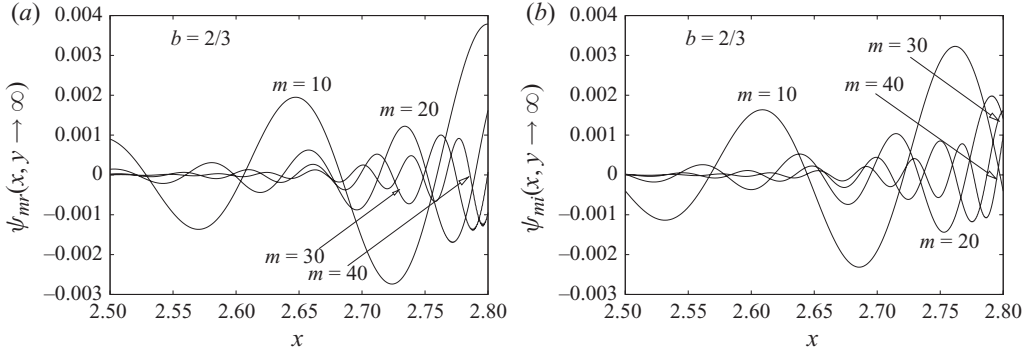 (a)
0.004
0.003
0.002
0.001
0
–0.001
–0.002
–0.003
ψmr(x, y → ∞)
b = 2/3
m = 10
m = 20
m = 30
m = 40
2.50 2.55 2.60 2.65 2.70 2.75 2.80
x
(b)
0.004
0.003
0.002
0.001
0
–0.001
–0.002
–0.003
ψmi(x, y → ∞)
b = 2/3
m = 30
m = 40
m = 10
m = 20
2.50 2.55 2.60 2.65 2.70 2.75 2.80
x